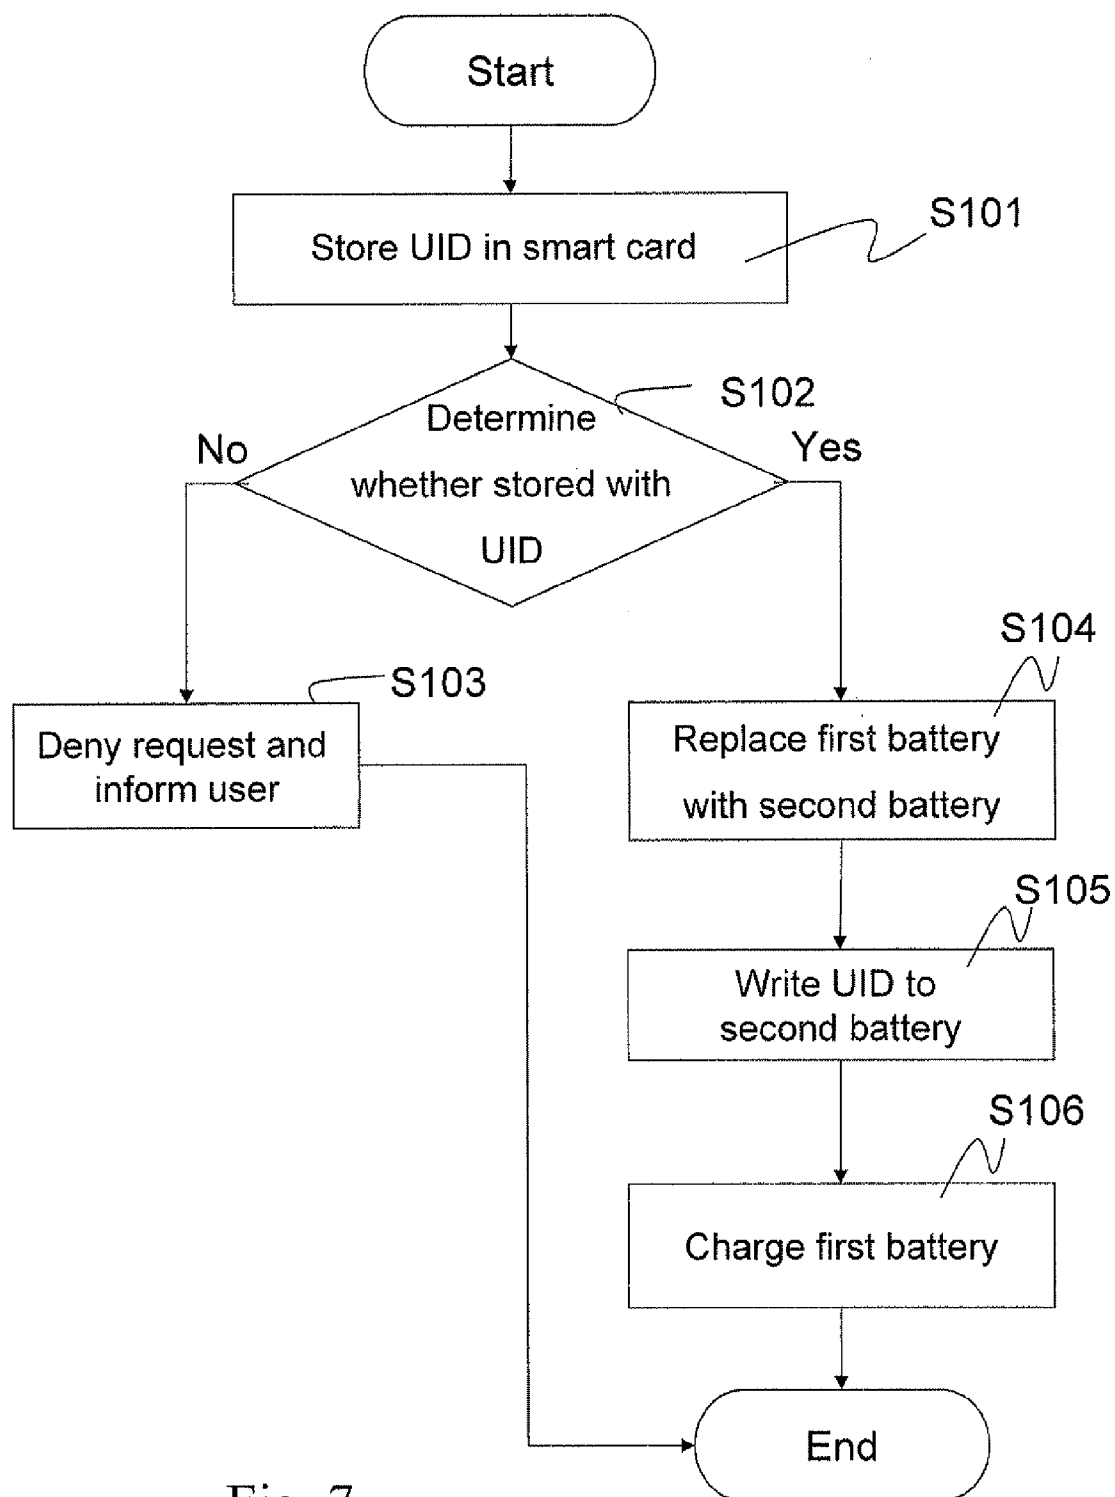 Start
Store UID in smart card
S101
Determine
whether stored with
UID
S102
No
Yes
S103
Deny request and
inform user
S104
Replace first battery
with second battery
S105
Write UID to
second battery
S106
Charge first battery
End
Fig. 7